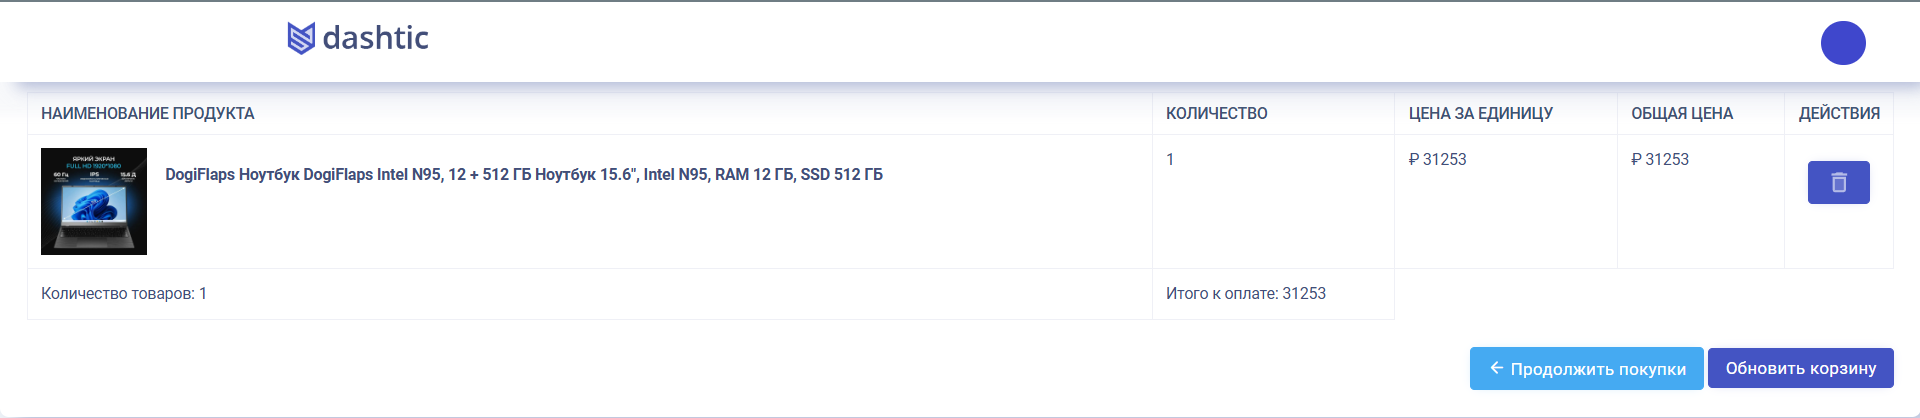 dashtic
НАИМЕНОВАНИЕ ПРОДУКТА КОЛИЧЕСТВО ЦЕНА ЗА ЕДИНИЦУ ОБЩАЯ ЦЕНА ДЕЙСТВИЯ
ЯРКИЙ ЭКРАН
FULL HD 1920*1080
60 Гц IPS 15.6 Д
DogiFlaps Ноутбук DogiFlaps Intel N95, 12 + 512 ГБ Ноутбук 15.6", Intel N95, RAM 12 ГБ, SSD 512 ГБ
1 ₽ 31253 ₽ 31253
Количество товаров: 1 Итого к оплате: 31253
Продолжить покупки Обновить корзину